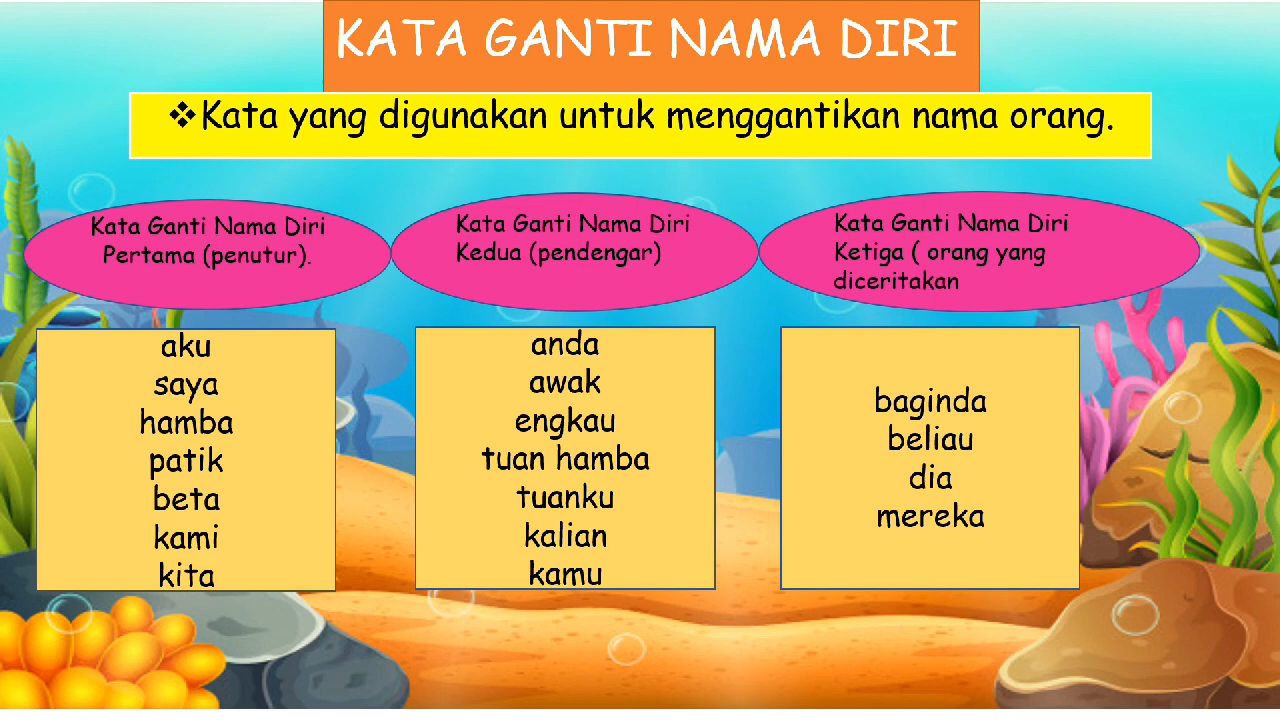 KATA GANTI NAMA DIRI
❖Kata yang digunakan untuk menggantikan nama orang.
Kata Ganti Nama Diri
Pertama (penutur).
aku
saya
hamba
patik
beta
kami
kita
Kata Ganti Nama Diri
Kedua (pendengar)
anda
awak
engkau
tuan hamba
tuanku
kalian
kamu
Kata Ganti Nama Diri
Ketiga ( orang yang
diceritakan
baginda
beliau
dia
mereka